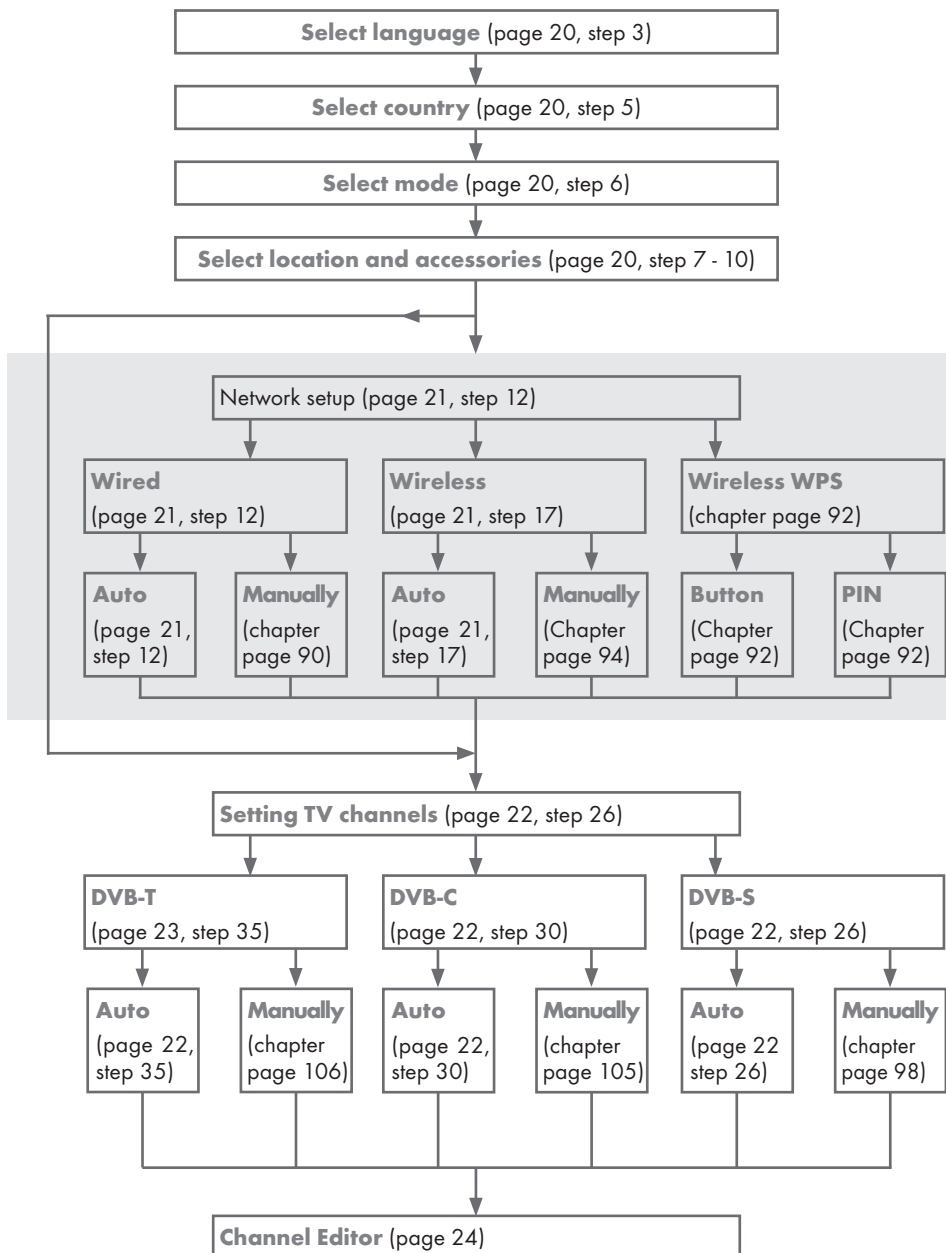 Select language (page 20, step 3)
Select country (page 20, step 5)
Select mode (page 20, step 6)
Select location and accessories (page 20, step 7 - 10)
Network setup (page 21, step 12)
Wired
(page 21, step 12)
Wireless
(page 21, step 17)
Wireless WPS
(chapter page 92)
Auto
(page 21,
step 12)
Manually
(chapter
page 90)
Auto
(page 21,
step 17)
Manually
(Chapter
page 94)
Button
(Chapter
page 92)
PIN
(Chapter
page 92)
Setting TV channels (page 22, step 26)
DVB-T
(page 23, step 35)
DVB-C
(page 22, step 30)
DVB-S
(page 22, step 26)
Auto
(page 22,
step 35)
Manually
(chapter
page 106)
Auto
(page 22,
step 30)
Manually
(chapter
page 105)
Auto
(page 22
step 26)
Manually
(chapter
page 98)
Channel Editor (page 24)